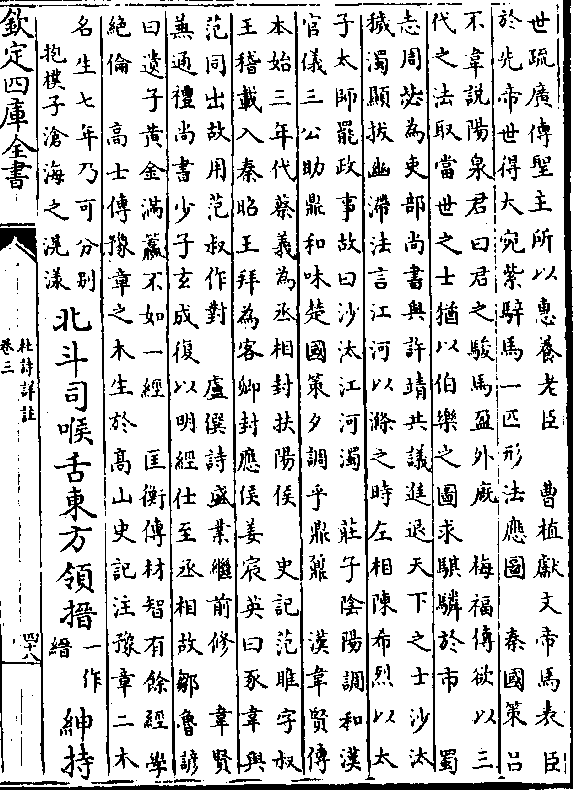 世疏廣傳聖主所以惠養老臣　曹植獻文帝馬表臣
於先帝世得大宛紫騂馬一匹形法應圖　秦國策呂
不韋說陽泉君曰君之駿馬盈外廐　梅福傳欲以三
代之法取當世之士猶以伯樂之圖求騏驎於市　蜀
志周毖為吏部尚書與許靖共議進退天下之士沙汰
穢濁顯拔幽滯法言江河以滌之時左相陳希烈以太
子太師罷政事故曰沙汰江河濁　莊子陰陽調和漢
官儀三公助鼎和味楚國策夕調乎鼎鼐　漢韋賢傳
本始三年代蔡義為丞相封扶陽侯　史記范雎字叔
王稽載入秦昭王拜為客卿封應侯姜宸英曰豕韋與
范同出故用范叔作對　盧僎詩盛業繼前修　韋賢
兼通禮尚書少子玄成復以明經仕至丞相故鄒魯諺
曰遺子黃金滿籯不如一經　匡衡傳材智有餘經學
絕倫　高士傳豫章之木生於高山史記注豫章二木
名生七年乃可分别
抱樸子滄海之滉漾
北斗司喉舌東方領搢一作縉紳持
欽定四庫全書
杜詩詳註
卷三
四十八